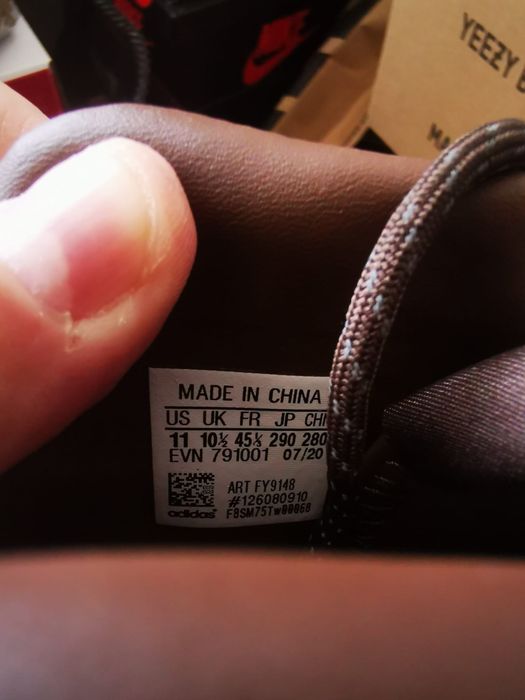 YEEZY
MADE IN CHINA
US UK FR JP CH
11 10½ 45⅓ 290 280
EVN 791001 07/20
ART FY9148
#126080910
adidas